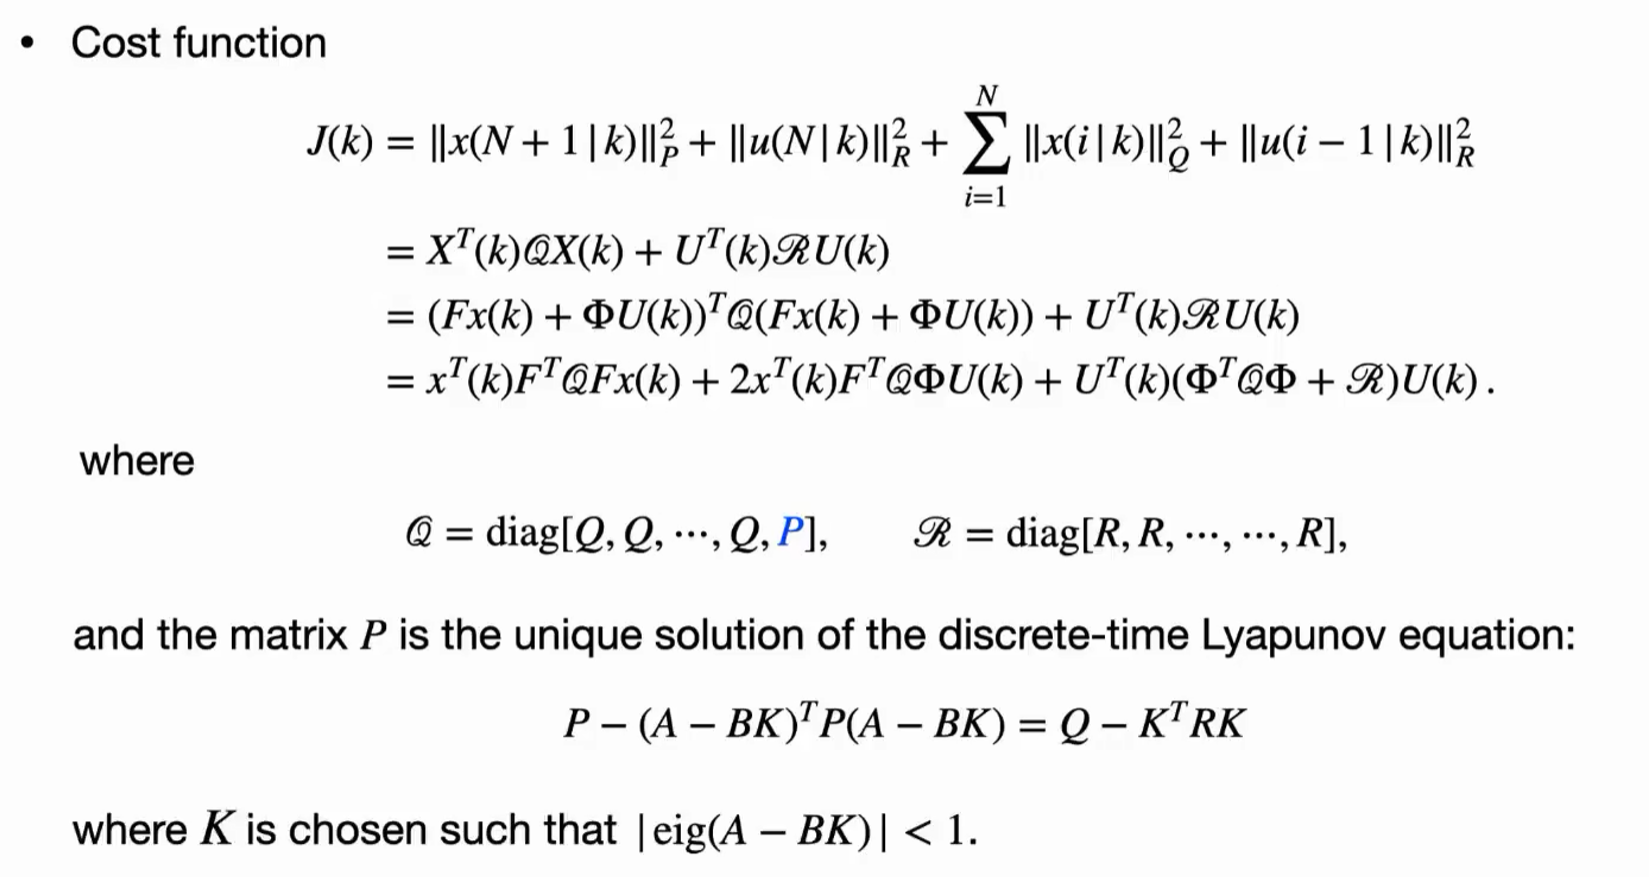 • Cost function
J(k) = ‖x(N + 1 | k)‖²_P + ‖u(N | k)‖²_R + ∑_{i=1}^{N} ‖x(i | k)‖²_Q + ‖u(i − 1 | k)‖²_R
= X^T(k)𝒬X(k) + U^T(k)ℛU(k)
= (Fx(k) + ΦU(k))^T𝒬(Fx(k) + ΦU(k)) + U^T(k)ℛU(k)
= x^T(k)F^T𝒬Fx(k) + 2x^T(k)F^T𝒬ΦU(k) + U^T(k)(Φ^T𝒬Φ + ℛ)U(k) .
where
𝒬 = diag[Q, Q, ⋯, Q, P], ℛ = diag[R, R, ⋯, ⋯, R],
and the matrix P is the unique solution of the discrete-time Lyapunov equation:
P − (A − BK)^T P(A − BK) = Q − K^T RK
where K is chosen such that |eig(A − BK)| < 1.